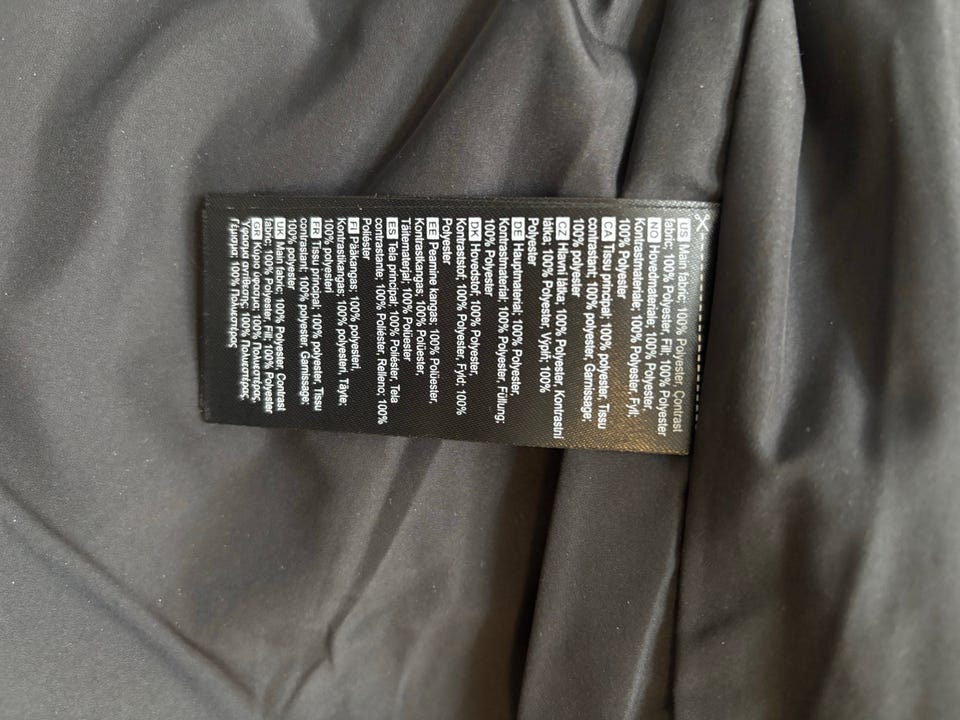 US Main fabric; 100% Polyester, Contrast
fabric; 100% Polyester, Fill; 100% Polyester
NO Hovedmateriale; 100% Polyester,
Kontrastmateriale; 100% Polyester, Fyll;
100% Polyester
CA Tissu principal; 100% polyester, Tissu
contrastant; 100% polyester, Garnissage;
100% polyester
CZ Hlavní látka; 100% Polyester, Kontrastní
látka; 100% Polyester, Výplň; 100%
Polyester
DE Hauptmaterial; 100% Polyester,
Kontrastmaterial; 100% Polyester, Füllung;
100% Polyester
DK Hovedstof; 100% Polyester,
Kontraststof; 100% Polyester, Fyld; 100%
Polyester
EE Peamine kangas; 100% Polüester,
Kontrastkangas; 100% Polüester,
Täitematerjal; 100% Polüester
ES Tela principal; 100% Poliéster, Tela
contrastante; 100% Poliéster, Relleno; 100%
Poliéster
FI Pääkangas; 100% polyesteri,
Kontrastikangas; 100% polyesteri, Täyte;
100% polyesteri
FR Tissu principal; 100% polyester, Tissu
contrastant; 100% polyester, Garnissage;
100% polyester
UK Main fabric; 100% Polyester, Contrast
fabric; 100% Polyester, Fill; 100% Polyester
GR Κύριο ύφασμα; 100% Πολυεστέρας,
Ύφασμα αντίθεσης; 100% Πολυεστέρας,
Γέμισμα; 100% Πολυεστέρας